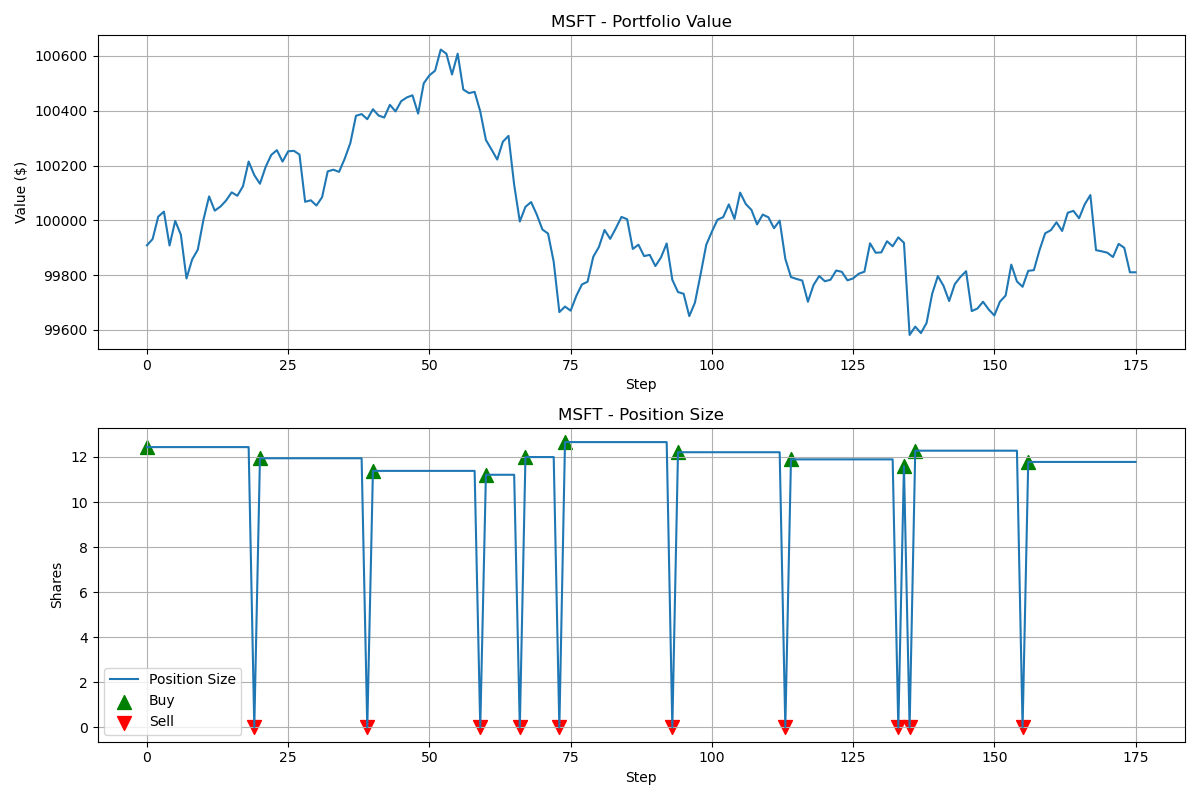 MSFT - Portfolio Value
Value ($)
100600
100400
100200
100000
99800
99600
0 25 50 75 100 125 150 175
Step
MSFT - Position Size
Shares
12
10
8
6
4
2
0
Position Size
Buy
Sell
0 25 50 75 100 125 150 175
Step